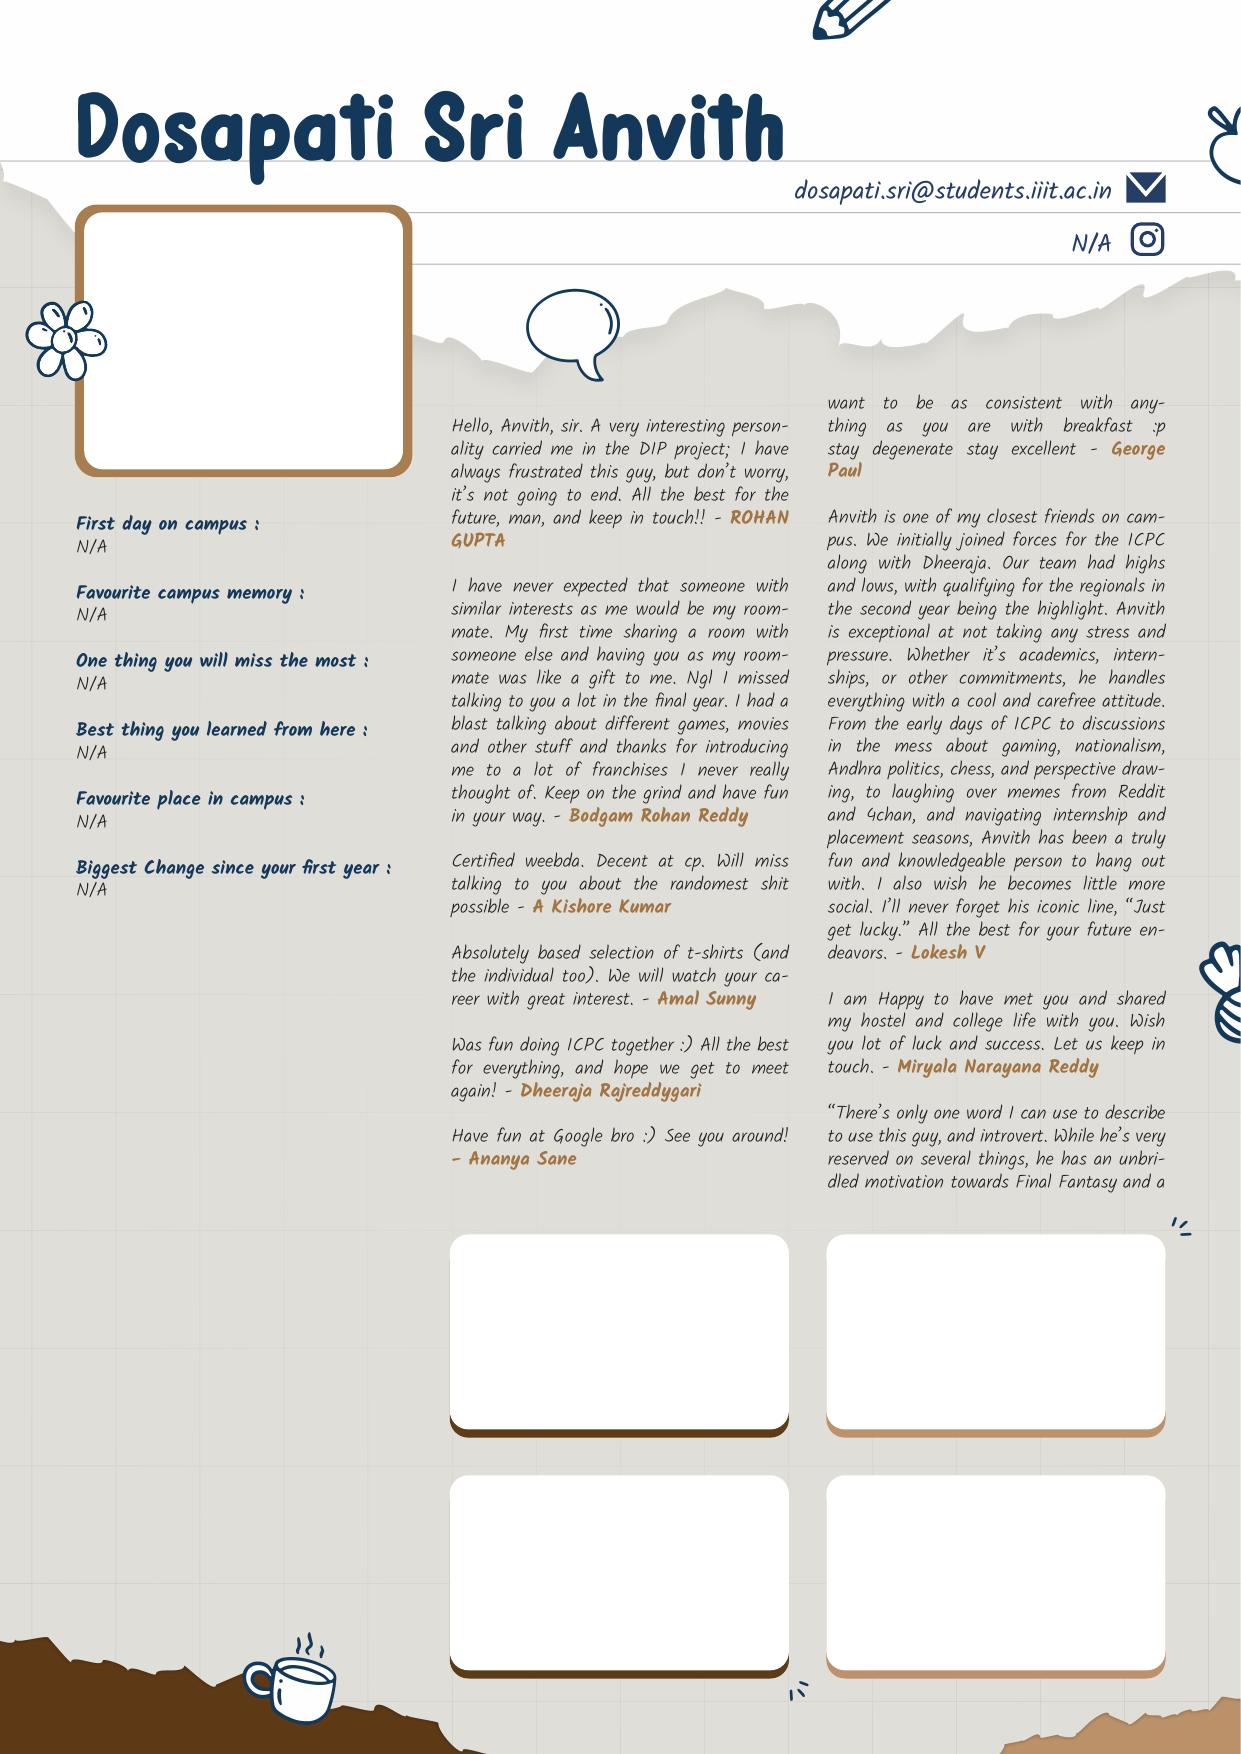 Dosapati Sri Anvith
dosapati.sri@students.iiit.ac.in
N/A
First day on campus :
N/A
Favourite campus memory :
N/A
One thing you will miss the most :
N/A
Best thing you learned from here :
N/A
Favourite place in campus :
N/A
Biggest Change since your first year :
N/A
Hello, Anvith, sir. A very interesting person-
ality carried me in the DIP project; I have
always frustrated this guy, but don't worry,
it's not going to end. All the best for the
future, man, and keep in touch!! - ROHAN
GUPTA
I have never expected that someone with
similar interests as me would be my room-
mate. My first time sharing a room with
someone else and having you as my room-
mate was like a gift to me. Ngl I missed
talking to you a lot in the final year. I had a
blast talking about different games, movies
and other stuff and thanks for introducing
me to a lot of franchises I never really
thought of. Keep on the grind and have fun
in your way. - Bodgam Rohan Reddy
Certified weebda. Decent at cp. Will miss
talking to you about the randomest shit
possible - A Kishore Kumar
Absolutely based selection of t-shirts (and
the individual too). We will watch your ca-
reer with great interest. - Amal Sunny
Was fun doing ICPC together :) All the best
for everything, and hope we get to meet
again! - Dheeraja Rajreddygari
Have fun at Google bro :) See you around!
- Ananya Sane
want to be as consistent with any-
thing as you are with breakfast :p
stay degenerate stay excellent - George
Paul
Anvith is one of my closest friends on cam-
pus. We initially joined forces for the ICPC
along with Dheeraja. Our team had highs
and lows, with qualifying for the regionals in
the second year being the highlight. Anvith
is exceptional at not taking any stress and
pressure. Whether it's academics, intern-
ships, or other commitments, he handles
everything with a cool and carefree attitude.
From the early days of ICPC to discussions
in the mess about gaming, nationalism,
Andhra politics, chess, and perspective draw-
ing, to laughing over memes from Reddit
and 4chan, and navigating internship and
placement seasons, Anvith has been a truly
fun and knowledgeable person to hang out
with. I also wish he becomes little more
social. I'll never forget his iconic line, “Just
get lucky.” All the best for your future en-
deavors. - Lokesh V
I am Happy to have met you and shared
my hostel and college life with you. Wish
you lot of luck and success. Let us keep in
touch. - Miryala Narayana Reddy
“There's only one word I can use to describe
to use this guy, and introvert. While he's very
reserved on several things, he has an unbri-
dled motivation towards Final Fantasy and a